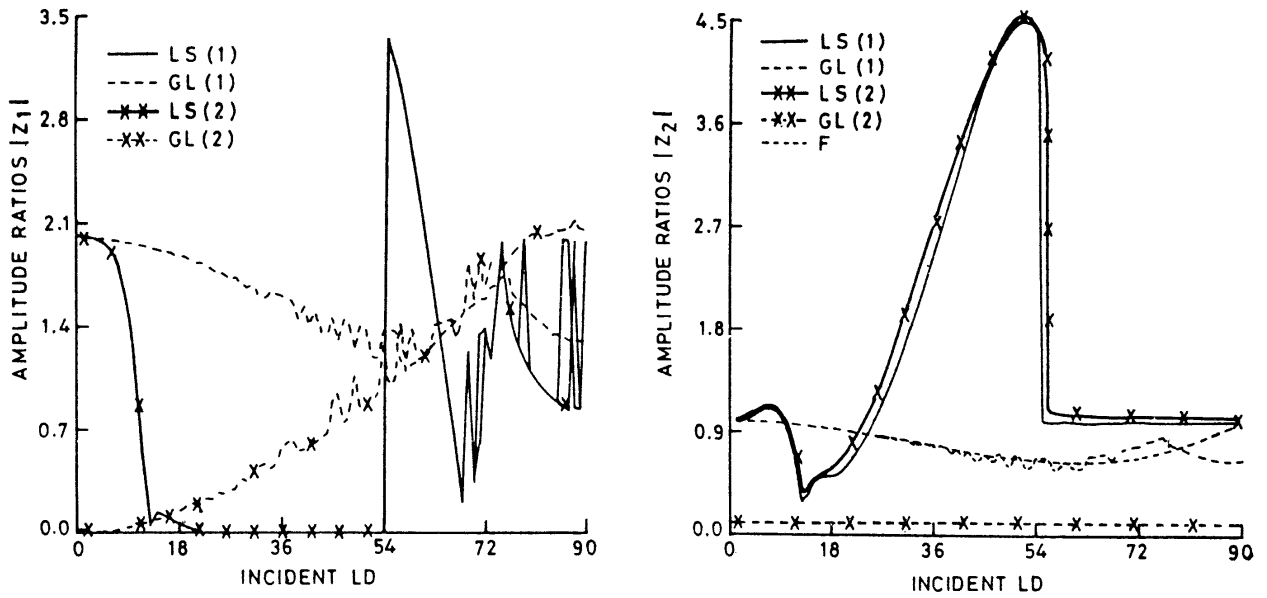 3.5
2.8
2.1
1.4
0.7
0.0
AMPLITUDE RATIOS |Z1|
LS (1)
GL (1)
LS (2)
GL (2)
0 18 36 54 72 90
INCIDENT LD
4.5
3.6
2.7
1.8
0.9
0.0
AMPLITUDE RATIOS |Z2|
LS (1)
GL (1)
LS (2)
GL (2)
F
0 18 36 54 72 90
INCIDENT LD